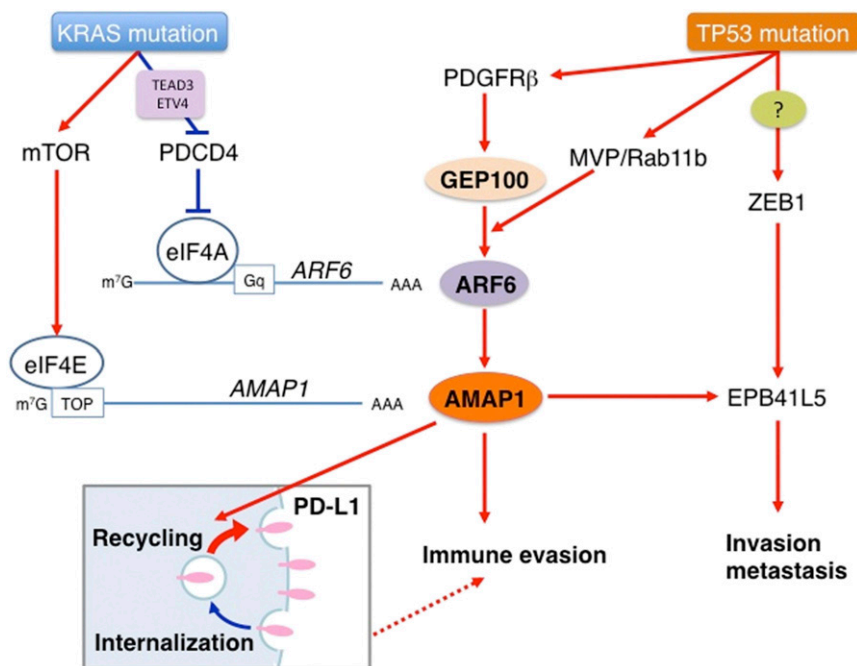 KRAS mutation
TP53 mutation
TEAD3
ETV4
PDGFRβ
?
mTOR
PDCD4
MVP/Rab11b
GEP100
ZEB1
eIF4A
m⁷G
Gq
ARF6
AAA
ARF6
eIF4E
m⁷G
TOP
AMAP1
AAA
AMAP1
EPB41L5
PD-L1
Recycling
Immune evasion
Invasion
metastasis
Internalization